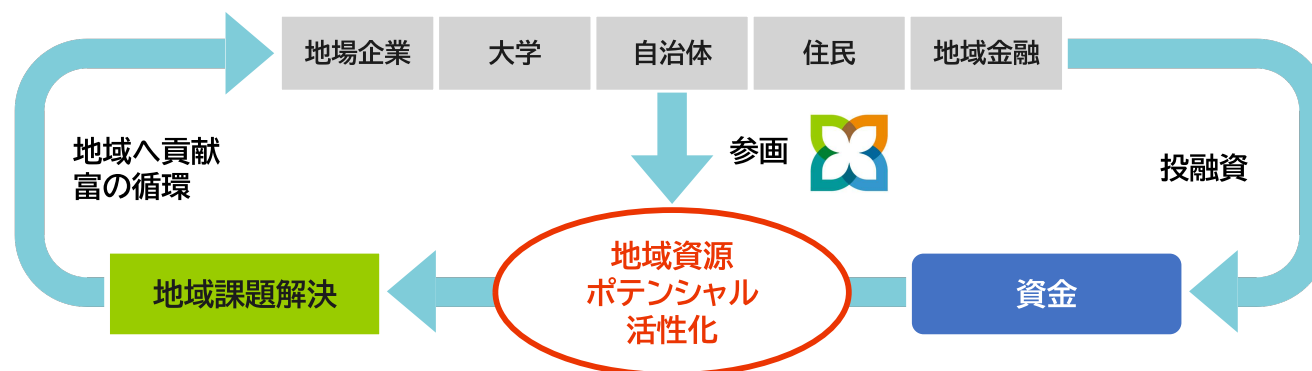 地場企業
大学
自治体
住民
地域金融
地域へ貢献
富の循環
参画
投融資
地域資源
ポテンシャル
活性化
地域課題解決
資金